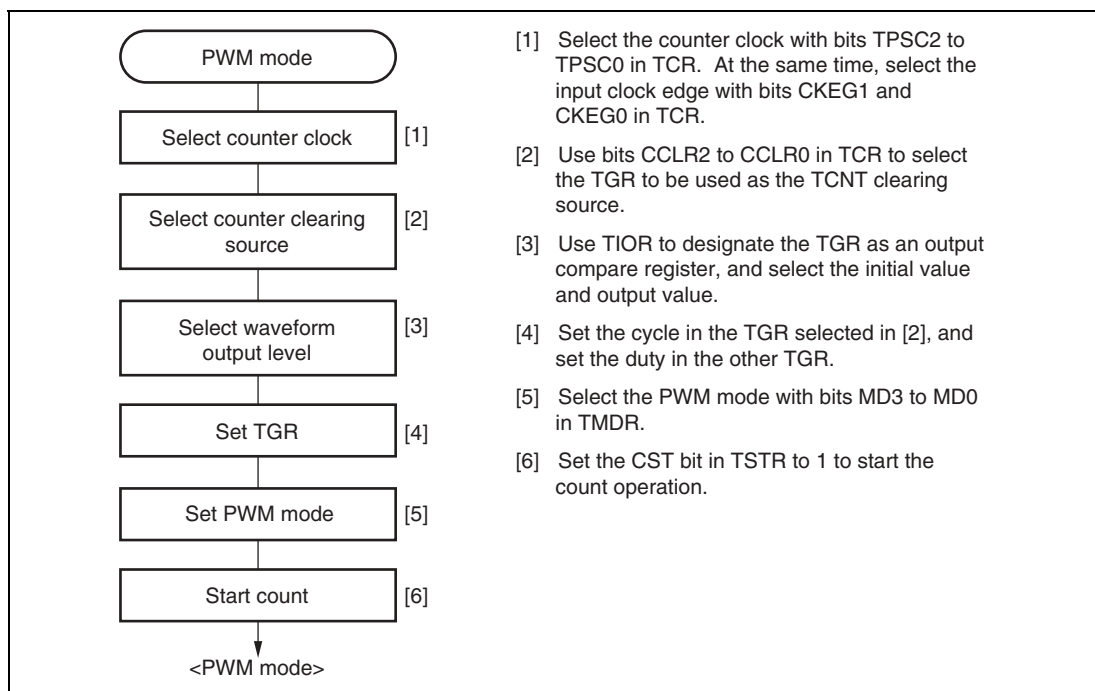 PWM mode
Select counter clock
[1]
Select counter clearing
source
[2]
Select waveform
output level
[3]
Set TGR
[4]
Set PWM mode
[5]
Start count
[6]
<PWM mode>
[1] Select the counter clock with bits TPSC2 to
TPSC0 in TCR. At the same time, select the
input clock edge with bits CKEG1 and
CKEG0 in TCR.
[2] Use bits CCLR2 to CCLR0 in TCR to select
the TGR to be used as the TCNT clearing
source.
[3] Use TIOR to designate the TGR as an output
compare register, and select the initial value
and output value.
[4] Set the cycle in the TGR selected in [2], and
set the duty in the other TGR.
[5] Select the PWM mode with bits MD3 to MD0
in TMDR.
[6] Set the CST bit in TSTR to 1 to start the
count operation.